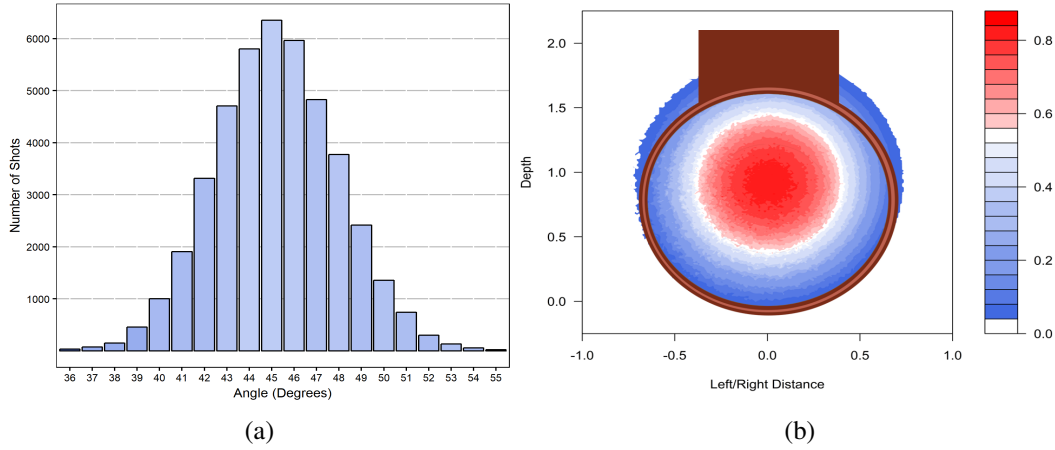 6000
5000
4000
3000
2000
1000
Number of Shots
36 37 38 39 40 41 42 43 44 45 46 47 48 49 50 51 52 53 54 55
Angle (Degrees)
(a)
2.0
1.5
1.0
0.5
0.0
Depth
-1.0 -0.5 0.0 0.5 1.0
Left/Right Distance
0.8
0.6
0.4
0.2
0.0
(b)